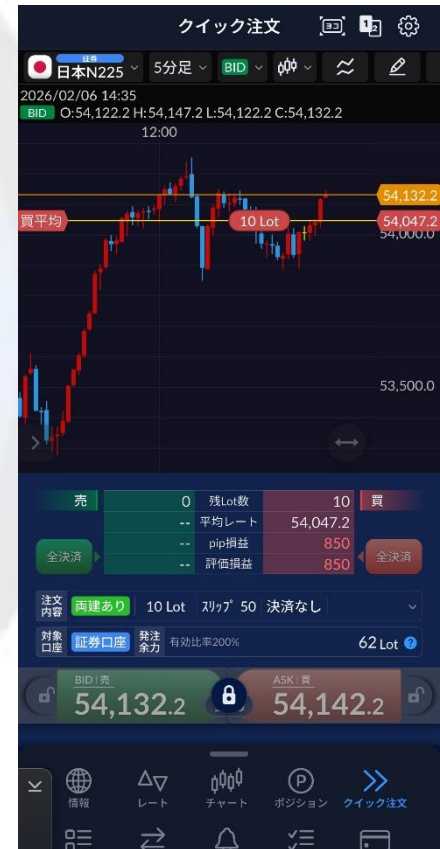 クイック注文
証券
日本N225 5分足 BID
2026/02/06 14:35
BID O:54,122.2 H:54,147.2 L:54,122.2 C:54,132.2
12:00
54,132.2
買平均 10 Lot 54,047.2
54,000.0
53,500.0
売 0 残Lot数 10 買
-- 平均レート 54,047.2
-- pip損益 850
-- 評価損益 850
全決済 全決済
注文内容 両建あり 10 Lot ｽﾘｯﾌﾟ 50 決済なし
対象口座 証券口座 発注余力 有効比率200% 62 Lot ?
BID|売 ASK|買
54,132.2 54,142.2
情報 レート チャート ポジション クイック注文